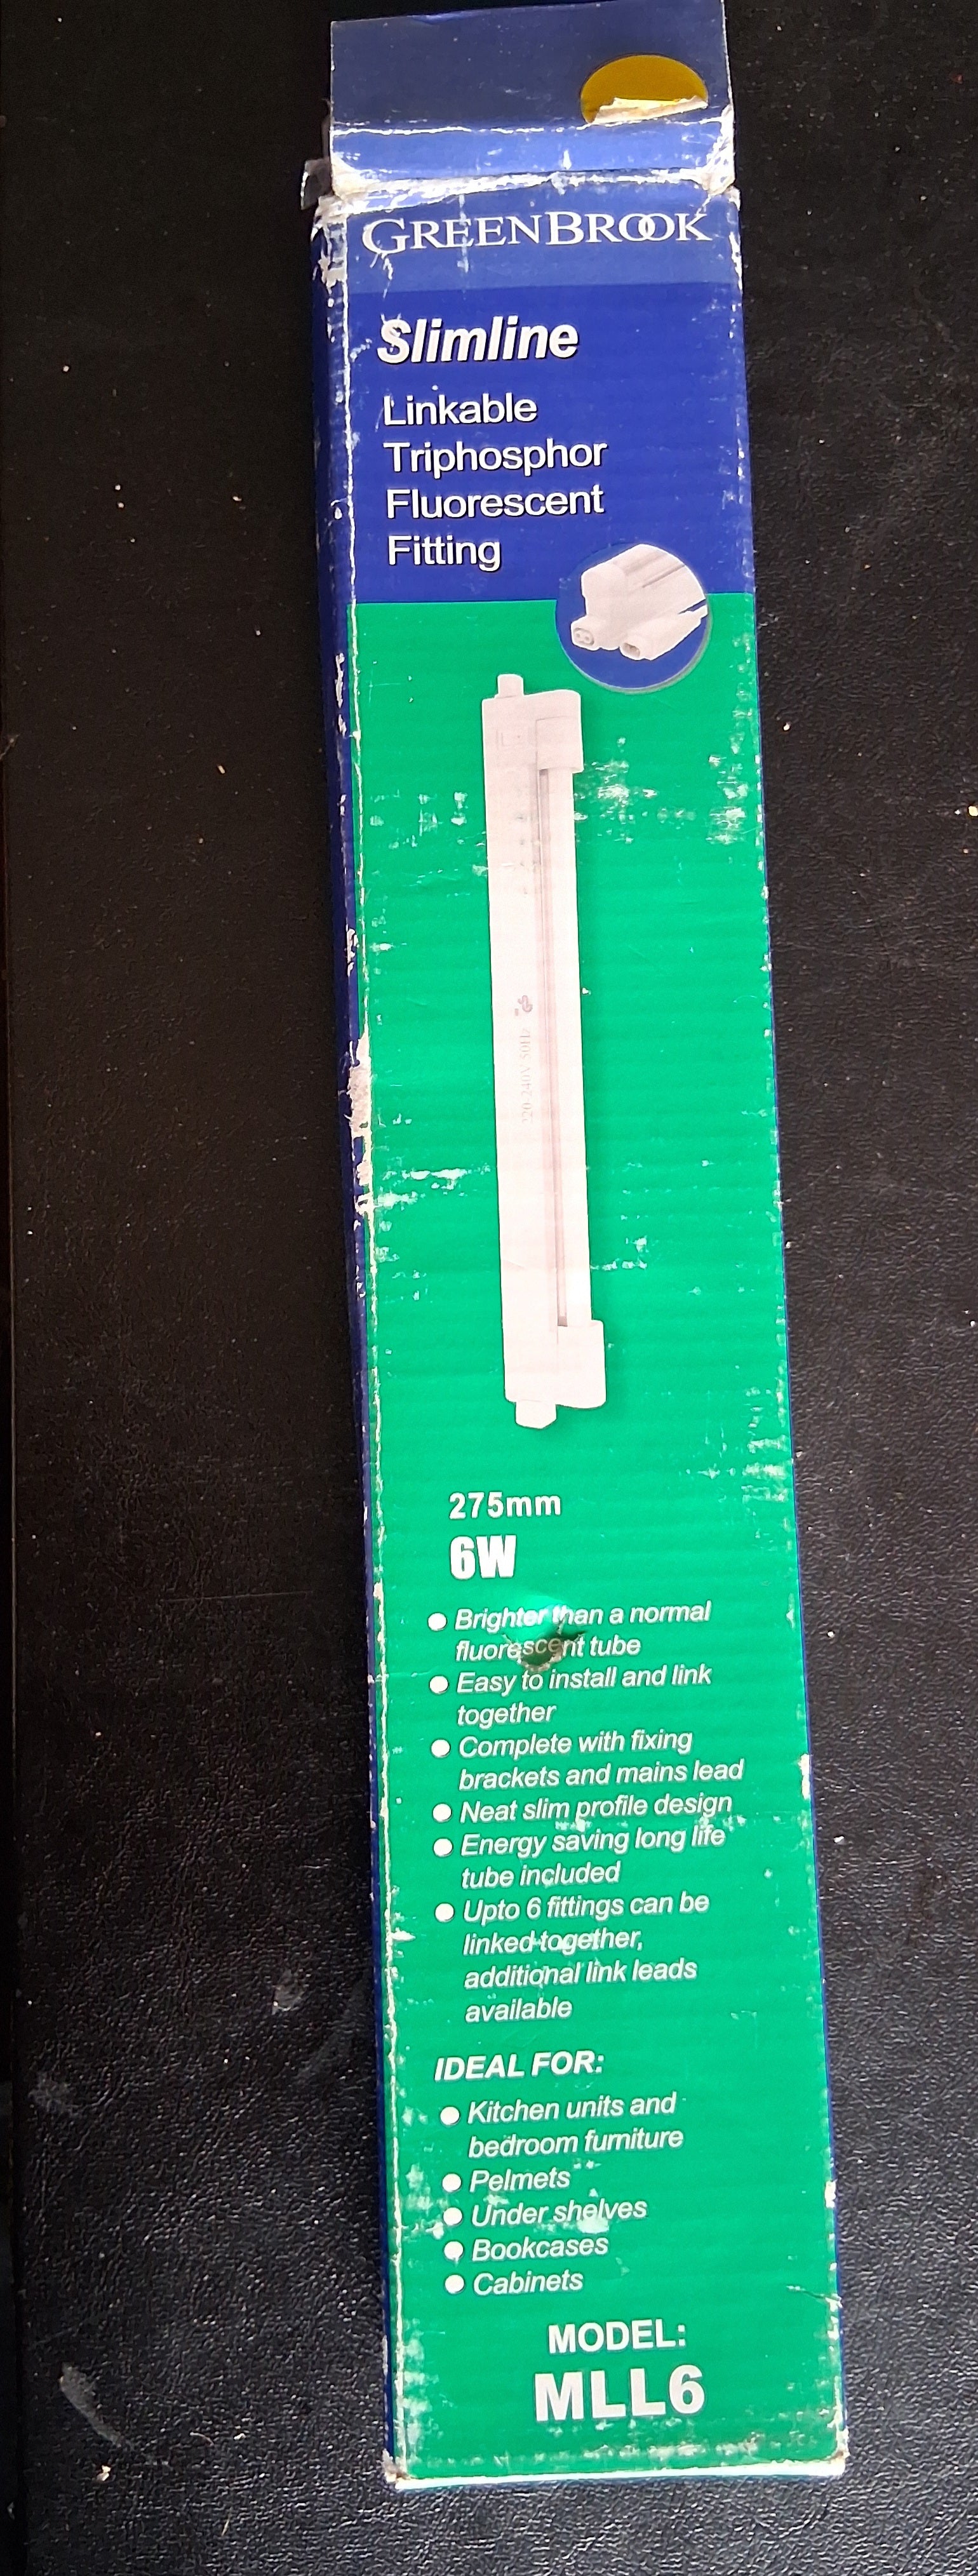 GREENBROOK
Slimline
Linkable
Triphosphor
Fluorescent
Fitting
220-240V 50Hz
275mm
6W
Brighter than a normal
fluorescent tube
Easy to install and link
together
Complete with fixing
brackets and mains lead
Neat slim profile design
Energy saving long life
tube included
Upto 6 fittings can be
linked together,
additional link leads
available
IDEAL FOR:
Kitchen units and
bedroom furniture
Pelmets
Under shelves
Bookcases
Cabinets
MODEL:
MLL6